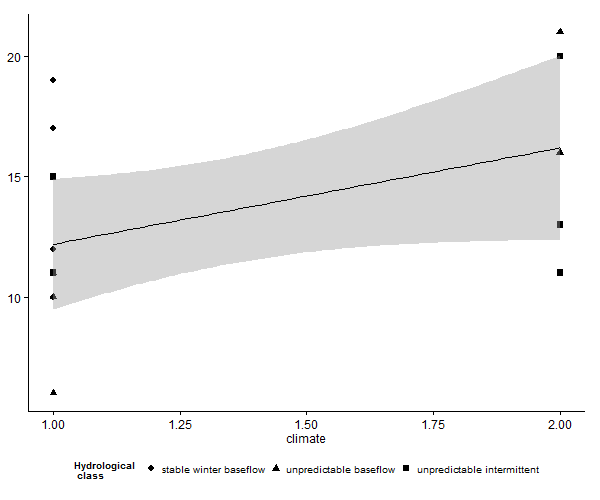 20
15
10
1.00 1.25 1.50 1.75 2.00
climate
Hydrological
class
stable winter baseflow unpredictable baseflow unpredictable intermittent